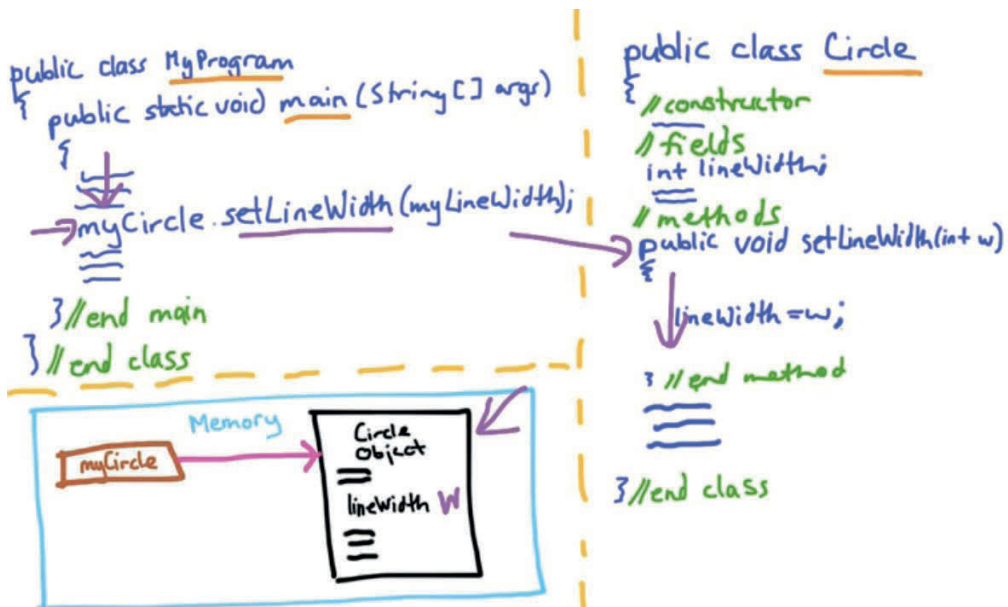 public class MyProgram
{ public static void main (String [] args)
{
myCircle.setLineWidth(myLineWidth);
} //end main
} //end class
Memory
myCircle
Circle
Object
lineWidth W
public class Circle
{
//constructor
//fields
int lineWidth;
//methods
public void setLineWidth(int w)
{
lineWidth = w;
} //end method
} //end class